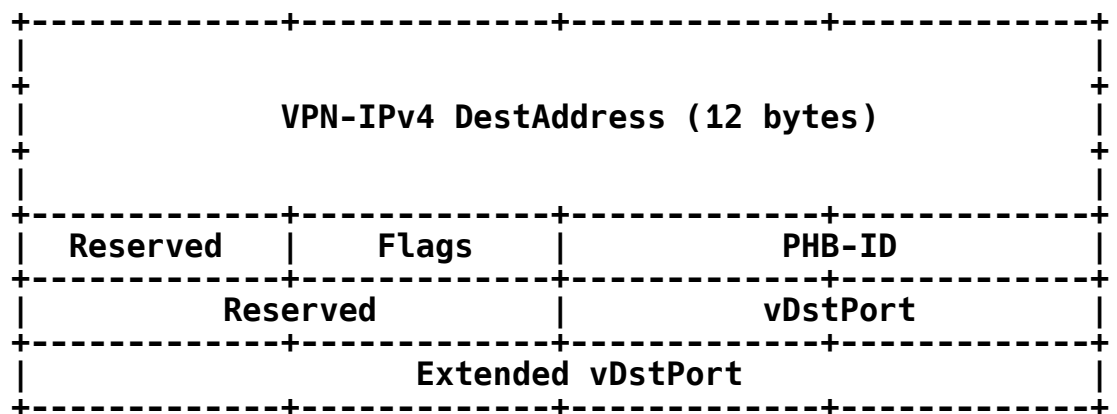 VPN-IPv4 DestAddress (12 bytes)
Reserved | Flags | PHB-ID
Reserved | vDstPort
Extended vDstPort